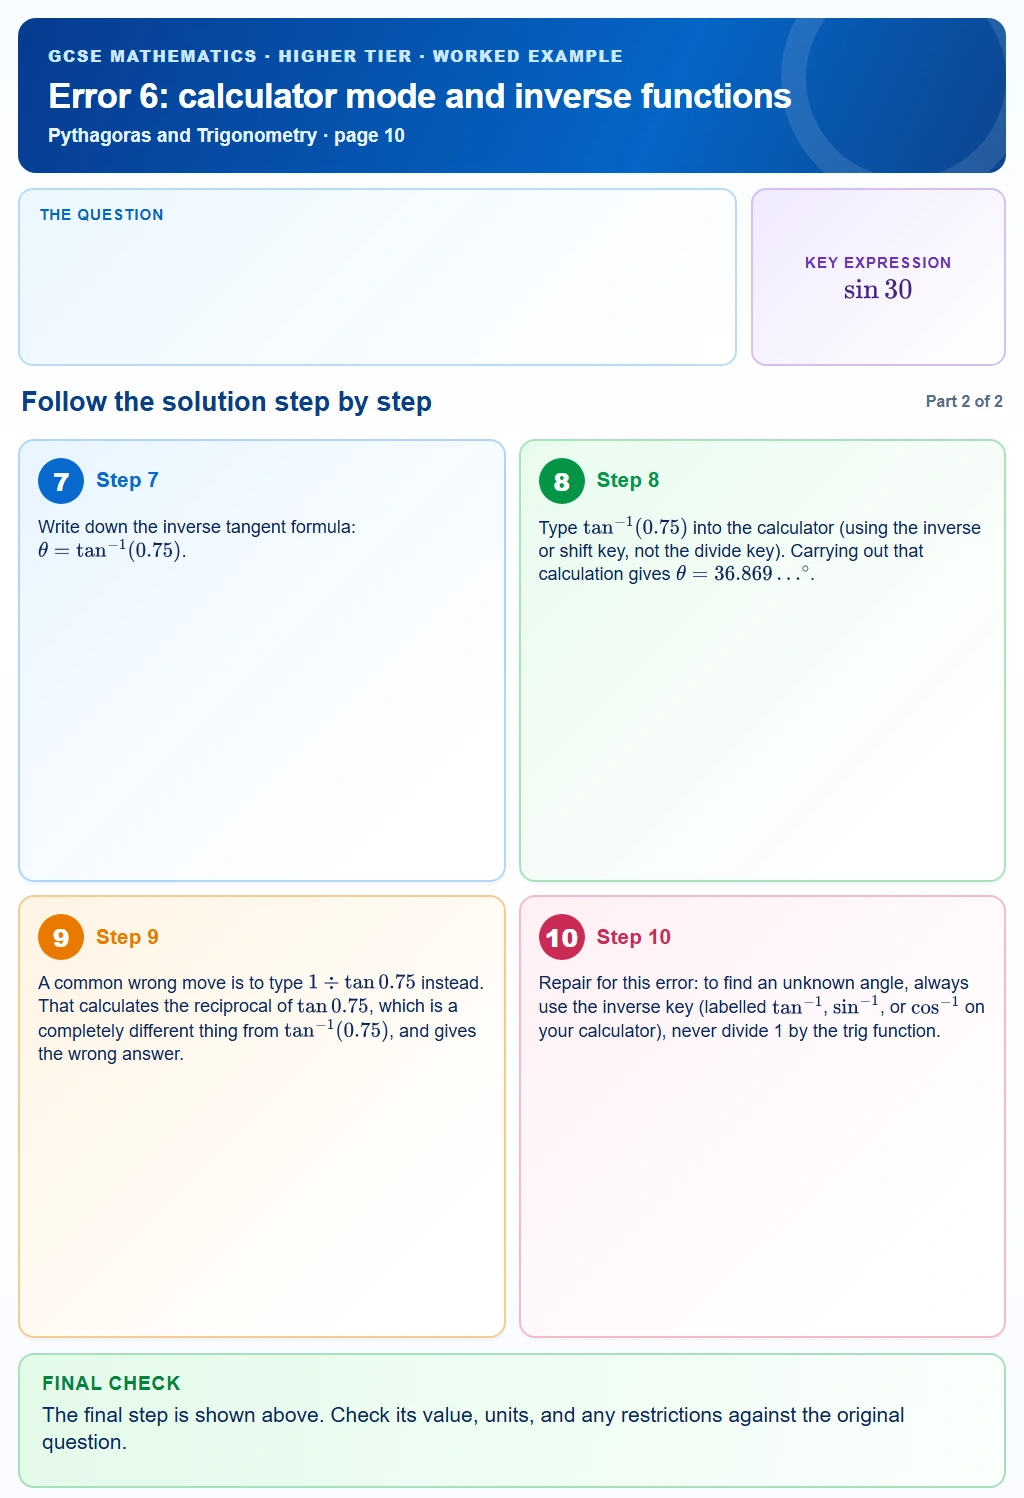 GCSE MATHEMATICS · HIGHER TIER · WORKED EXAMPLE
Error 6: calculator mode and inverse functions
Pythagoras and Trigonometry · page 10
THE QUESTION
KEY EXPRESSION
sin 30
Follow the solution step by step
Part 2 of 2
7 Step 7
Write down the inverse tangent formula:
θ = tan⁻¹(0.75).
8 Step 8
Type tan⁻¹(0.75) into the calculator (using the inverse
or shift key, not the divide key). Carrying out that
calculation gives θ = 36.869…°.
9 Step 9
A common wrong move is to type 1 ÷ tan 0.75 instead.
That calculates the reciprocal of tan 0.75, which is a
completely different thing from tan⁻¹(0.75), and gives
the wrong answer.
10 Step 10
Repair for this error: to find an unknown angle, always
use the inverse key (labelled tan⁻¹, sin⁻¹, or cos⁻¹ on
your calculator), never divide 1 by the trig function.
FINAL CHECK
The final step is shown above. Check its value, units, and any restrictions against the original
question.